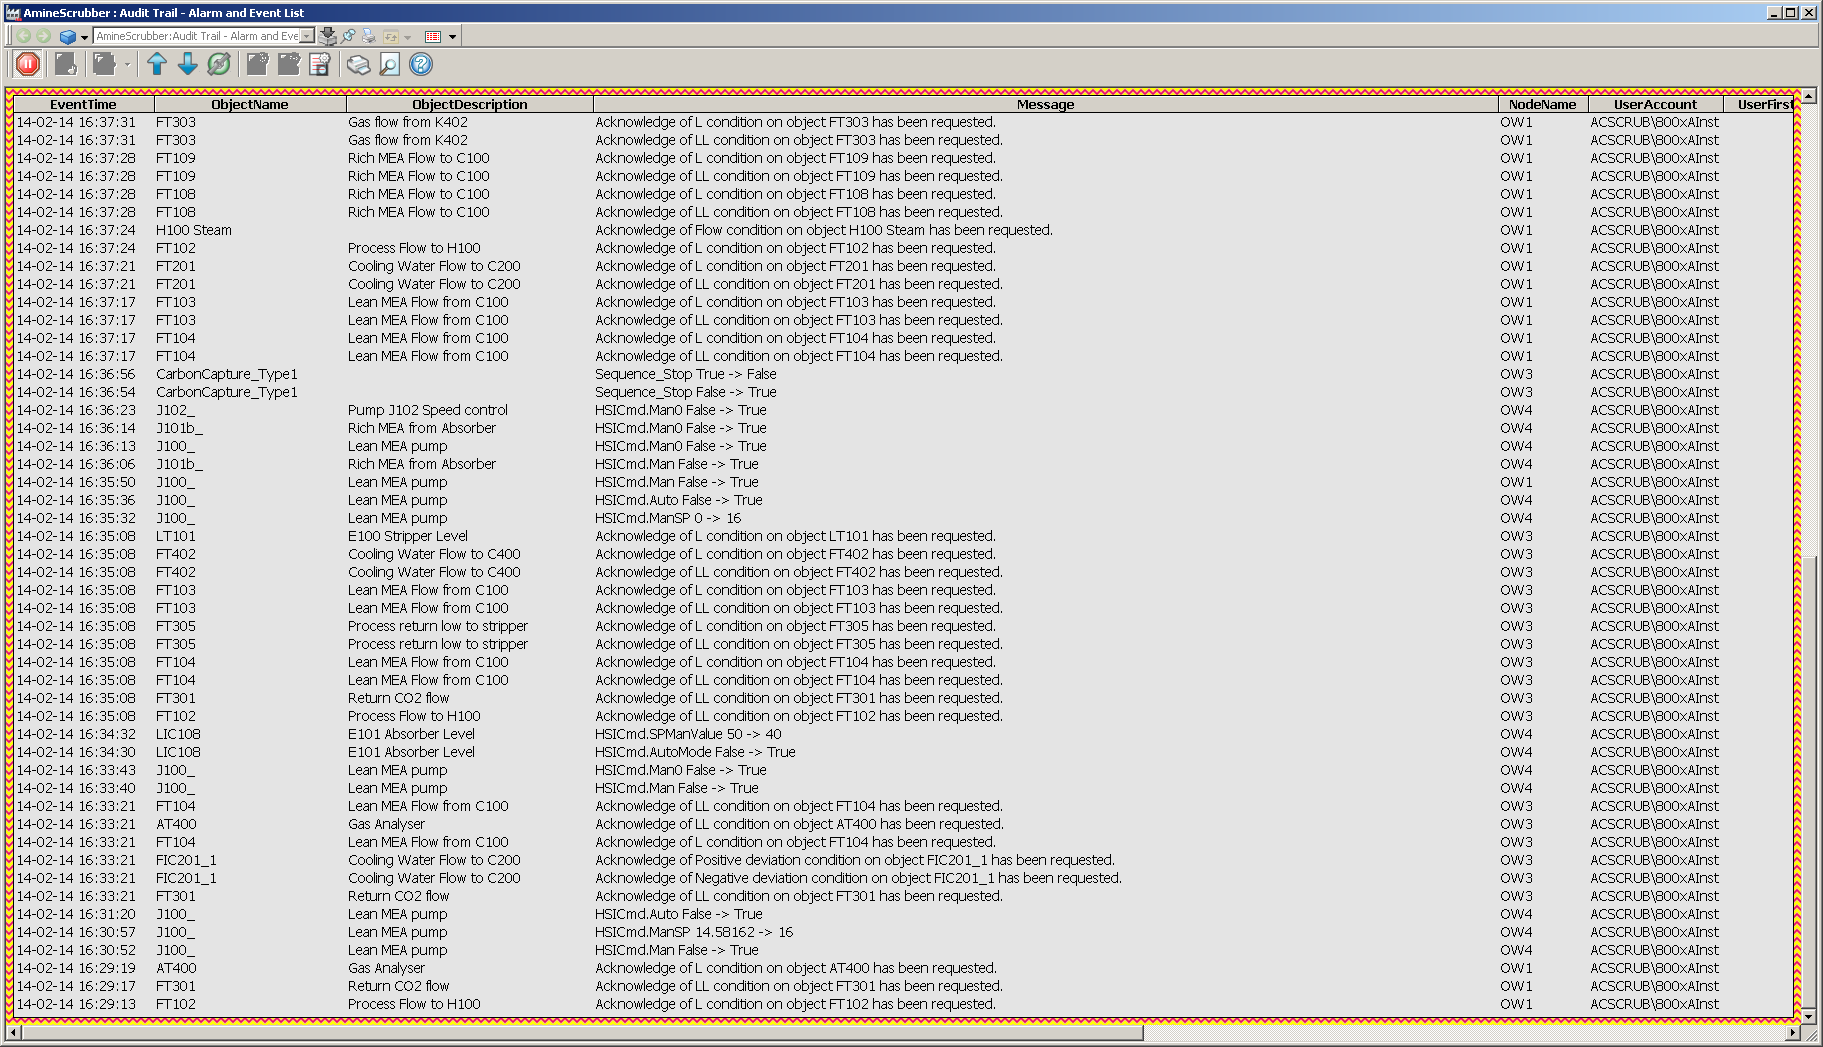 AmineScrubber : Audit Trail - Alarm and Event List
AmineScrubber:Audit Trail - Alarm and Eve
EventTime ObjectName ObjectDescription Message NodeName UserAccount UserFirst
14-02-14 16:37:31 FT303 Gas flow from K402 Acknowledge of L condition on object FT303 has been requested. OW1 ACSCRUB\800xAInst
14-02-14 16:37:31 FT303 Gas flow from K402 Acknowledge of LL condition on object FT303 has been requested. OW1 ACSCRUB\800xAInst
14-02-14 16:37:28 FT109 Rich MEA Flow to C100 Acknowledge of L condition on object FT109 has been requested. OW1 ACSCRUB\800xAInst
14-02-14 16:37:28 FT109 Rich MEA Flow to C100 Acknowledge of LL condition on object FT109 has been requested. OW1 ACSCRUB\800xAInst
14-02-14 16:37:28 FT108 Rich MEA Flow to C100 Acknowledge of L condition on object FT108 has been requested. OW1 ACSCRUB\800xAInst
14-02-14 16:37:28 FT108 Rich MEA Flow to C100 Acknowledge of LL condition on object FT108 has been requested. OW1 ACSCRUB\800xAInst
14-02-14 16:37:24 H100 Steam Acknowledge of Flow condition on object H100 Steam has been requested. OW1 ACSCRUB\800xAInst
14-02-14 16:37:24 FT102 Process Flow to H100 Acknowledge of L condition on object FT102 has been requested. OW1 ACSCRUB\800xAInst
14-02-14 16:37:21 FT201 Cooling Water Flow to C200 Acknowledge of L condition on object FT201 has been requested. OW1 ACSCRUB\800xAInst
14-02-14 16:37:21 FT201 Cooling Water Flow to C200 Acknowledge of LL condition on object FT201 has been requested. OW1 ACSCRUB\800xAInst
14-02-14 16:37:17 FT103 Lean MEA Flow from C100 Acknowledge of L condition on object FT103 has been requested. OW1 ACSCRUB\800xAInst
14-02-14 16:37:17 FT103 Lean MEA Flow from C100 Acknowledge of LL condition on object FT103 has been requested. OW1 ACSCRUB\800xAInst
14-02-14 16:37:17 FT104 Lean MEA Flow from C100 Acknowledge of L condition on object FT104 has been requested. OW1 ACSCRUB\800xAInst
14-02-14 16:37:17 FT104 Lean MEA Flow from C100 Acknowledge of LL condition on object FT104 has been requested. OW1 ACSCRUB\800xAInst
14-02-14 16:36:56 CarbonCapture_Type1 Sequence_Stop True -> False OW3 ACSCRUB\800xAInst
14-02-14 16:36:54 CarbonCapture_Type1 Sequence_Stop False -> True OW3 ACSCRUB\800xAInst
14-02-14 16:36:23 J102_ Pump J102 Speed control HSICmd.Man0 False -> True OW4 ACSCRUB\800xAInst
14-02-14 16:36:14 J101b_ Rich MEA from Absorber HSICmd.Man0 False -> True OW4 ACSCRUB\800xAInst
14-02-14 16:36:13 J100_ Lean MEA pump HSICmd.Man0 False -> True OW4 ACSCRUB\800xAInst
14-02-14 16:36:06 J101b_ Rich MEA from Absorber HSICmd.Man False -> True OW4 ACSCRUB\800xAInst
14-02-14 16:35:50 J100_ Lean MEA pump HSICmd.Man False -> True OW1 ACSCRUB\800xAInst
14-02-14 16:35:36 J100_ Lean MEA pump HSICmd.Auto False -> True OW4 ACSCRUB\800xAInst
14-02-14 16:35:32 J100_ Lean MEA pump HSICmd.ManSP 0 -> 16 OW4 ACSCRUB\800xAInst
14-02-14 16:35:08 LT101 E100 Stripper Level Acknowledge of L condition on object LT101 has been requested. OW3 ACSCRUB\800xAInst
14-02-14 16:35:08 FT402 Cooling Water Flow to C400 Acknowledge of L condition on object FT402 has been requested. OW3 ACSCRUB\800xAInst
14-02-14 16:35:08 FT402 Cooling Water Flow to C400 Acknowledge of LL condition on object FT402 has been requested. OW3 ACSCRUB\800xAInst
14-02-14 16:35:08 FT103 Lean MEA Flow from C100 Acknowledge of L condition on object FT103 has been requested. OW3 ACSCRUB\800xAInst
14-02-14 16:35:08 FT103 Lean MEA Flow from C100 Acknowledge of LL condition on object FT103 has been requested. OW3 ACSCRUB\800xAInst
14-02-14 16:35:08 FT305 Process return low to stripper Acknowledge of L condition on object FT305 has been requested. OW3 ACSCRUB\800xAInst
14-02-14 16:35:08 FT305 Process return low to stripper Acknowledge of LL condition on object FT305 has been requested. OW3 ACSCRUB\800xAInst
14-02-14 16:35:08 FT104 Lean MEA Flow from C100 Acknowledge of L condition on object FT104 has been requested. OW3 ACSCRUB\800xAInst
14-02-14 16:35:08 FT104 Lean MEA Flow from C100 Acknowledge of LL condition on object FT104 has been requested. OW3 ACSCRUB\800xAInst
14-02-14 16:35:08 FT301 Return CO2 flow Acknowledge of LL condition on object FT301 has been requested. OW3 ACSCRUB\800xAInst
14-02-14 16:35:08 FT102 Process Flow to H100 Acknowledge of LL condition on object FT102 has been requested. OW3 ACSCRUB\800xAInst
14-02-14 16:34:32 LIC108 E101 Absorber Level HSICmd.SPManValue 50 -> 40 OW4 ACSCRUB\800xAInst
14-02-14 16:34:30 LIC108 E101 Absorber Level HSICmd.AutoMode False -> True OW4 ACSCRUB\800xAInst
14-02-14 16:33:43 J100_ Lean MEA pump HSICmd.Man0 False -> True OW4 ACSCRUB\800xAInst
14-02-14 16:33:40 J100_ Lean MEA pump HSICmd.Man False -> True OW4 ACSCRUB\800xAInst
14-02-14 16:33:21 FT104 Lean MEA Flow from C100 Acknowledge of LL condition on object FT104 has been requested. OW3 ACSCRUB\800xAInst
14-02-14 16:33:21 AT400 Gas Analyser Acknowledge of LL condition on object AT400 has been requested. OW3 ACSCRUB\800xAInst
14-02-14 16:33:21 FT104 Lean MEA Flow from C100 Acknowledge of L condition on object FT104 has been requested. OW3 ACSCRUB\800xAInst
14-02-14 16:33:21 FIC201_1 Cooling Water Flow to C200 Acknowledge of Positive deviation condition on object FIC201_1 has been requested. OW3 ACSCRUB\800xAInst
14-02-14 16:33:21 FIC201_1 Cooling Water Flow to C200 Acknowledge of Negative deviation condition on object FIC201_1 has been requested. OW3 ACSCRUB\800xAInst
14-02-14 16:33:21 FT301 Return CO2 flow Acknowledge of LL condition on object FT301 has been requested. OW3 ACSCRUB\800xAInst
14-02-14 16:31:20 J100_ Lean MEA pump HSICmd.Auto False -> True OW4 ACSCRUB\800xAInst
14-02-14 16:30:57 J100_ Lean MEA pump HSICmd.ManSP 14.58162 -> 16 OW4 ACSCRUB\800xAInst
14-02-14 16:30:52 J100_ Lean MEA pump HSICmd.Man False -> True OW4 ACSCRUB\800xAInst
14-02-14 16:29:19 AT400 Gas Analyser Acknowledge of L condition on object AT400 has been requested. OW1 ACSCRUB\800xAInst
14-02-14 16:29:17 FT301 Return CO2 flow Acknowledge of LL condition on object FT301 has been requested. OW1 ACSCRUB\800xAInst
14-02-14 16:29:13 FT102 Process Flow to H100 Acknowledge of L condition on object FT102 has been requested. OW1 ACSCRUB\800xAInst